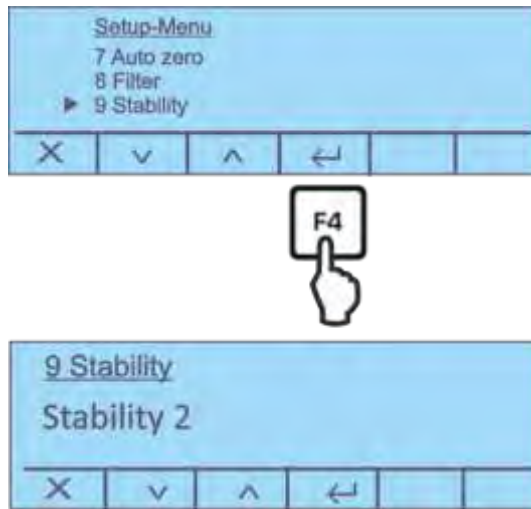 Setup-Menu
7 Auto zero
8 Filter
9 Stability
F4
9 Stability
Stability 2